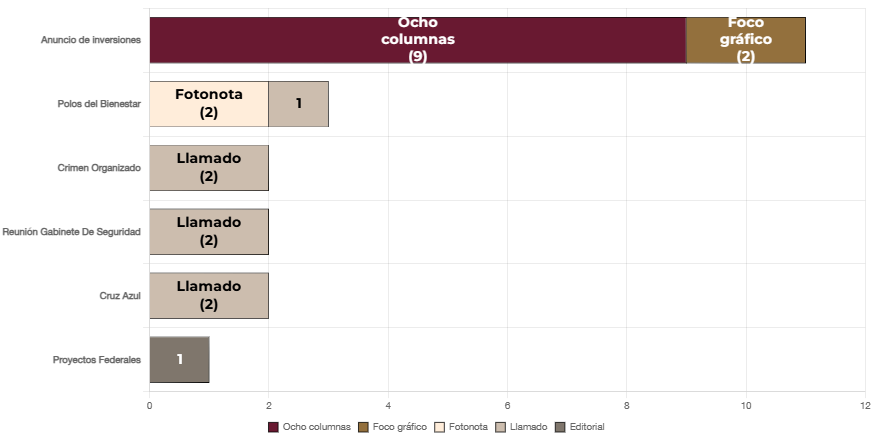 Anuncio de inversiones
Ocho
columnas
(9)
Foco
gráfico
(2)
Polos del Bienestar
Fotonota
(2)
1
Crimen Organizado
Llamado
(2)
Reunión Gabinete De Seguridad
Llamado
(2)
Cruz Azul
Llamado
(2)
Proyectos Federales
1
0 2 4 6 8 10 12
Ocho columnas Foco gráfico Fotonota Llamado Editorial